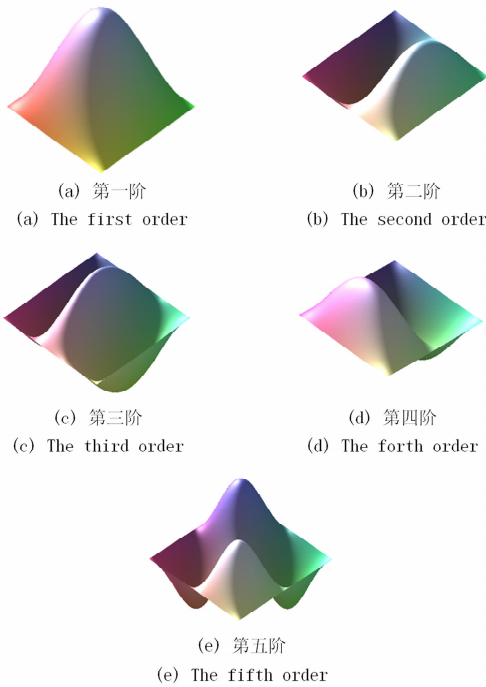 (a) 第一阶
(a) The first order
(b) 第二阶
(b) The second order
(c) 第三阶
(c) The third order
(d) 第四阶
(d) The forth order
(e) 第五阶
(e) The fifth order